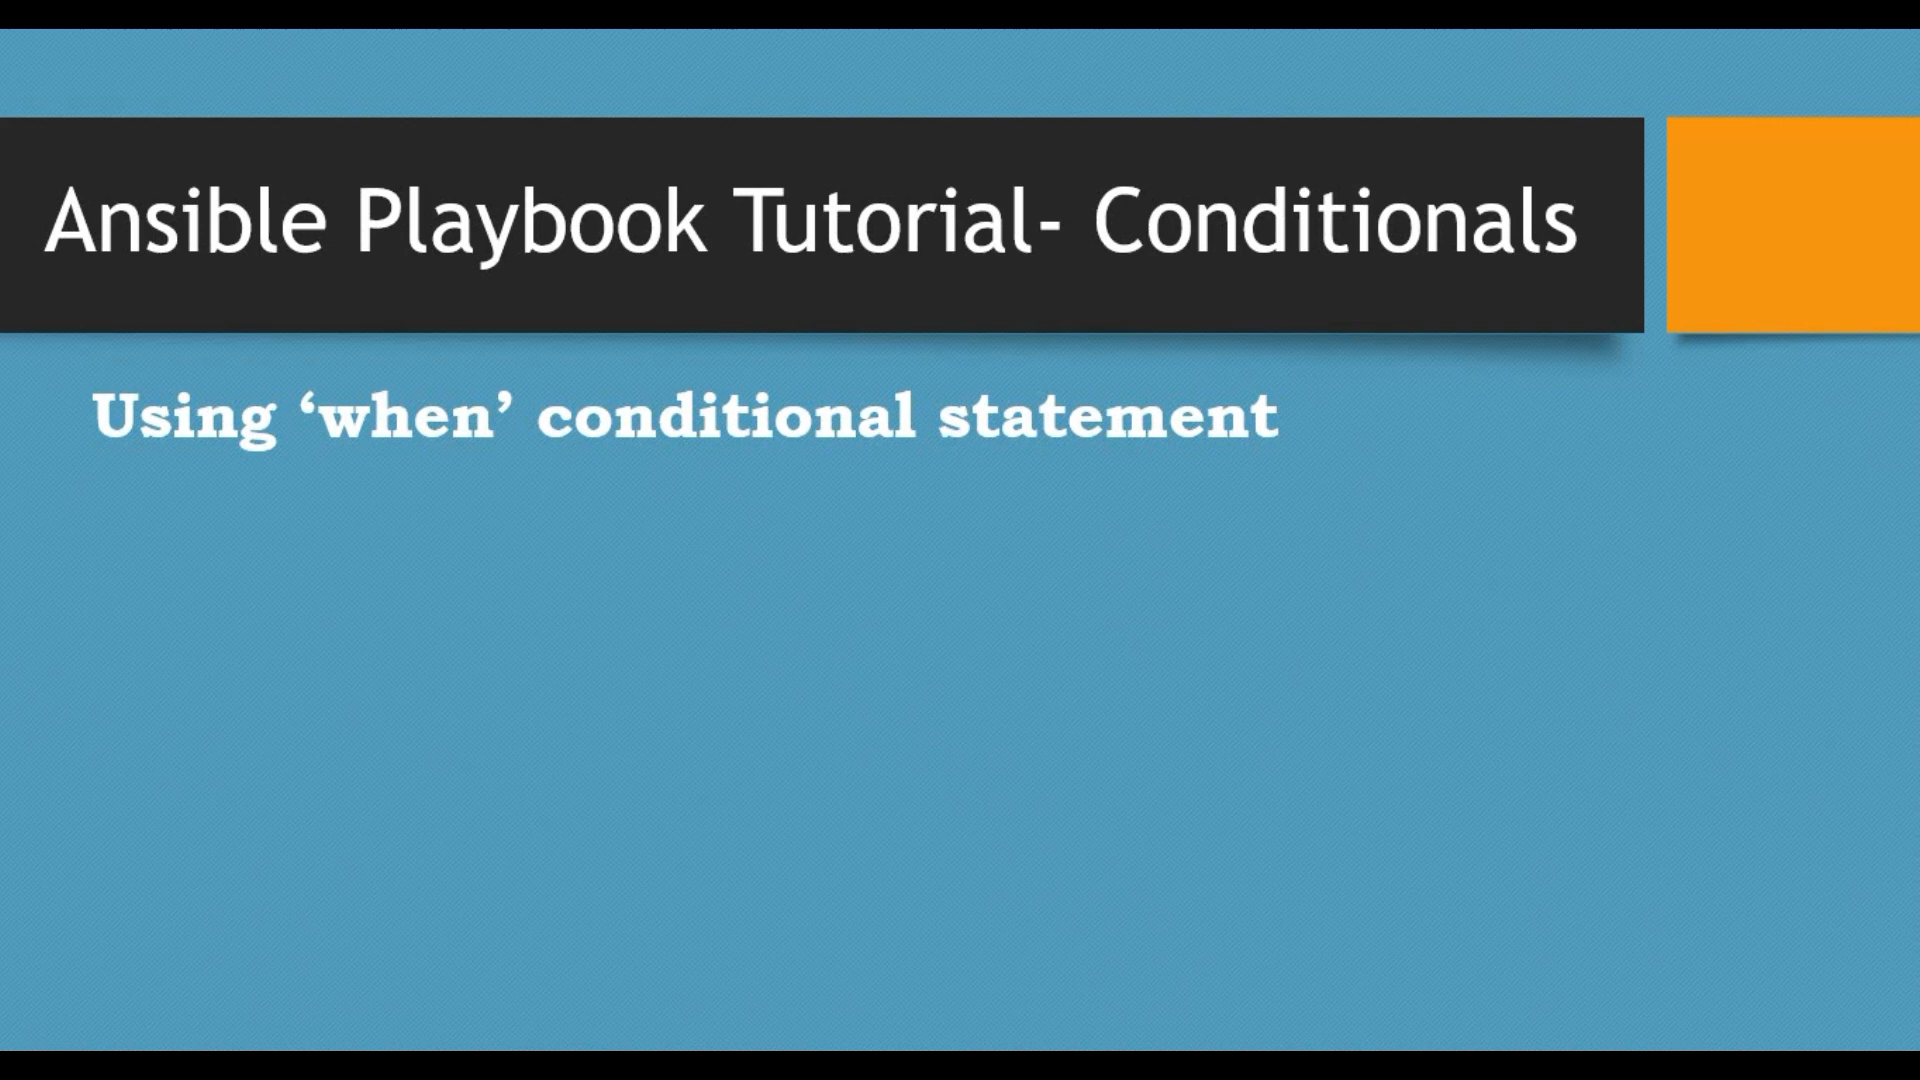 Ansible Playbook Tutorial- Conditionals
Using ‘when’ conditional statement